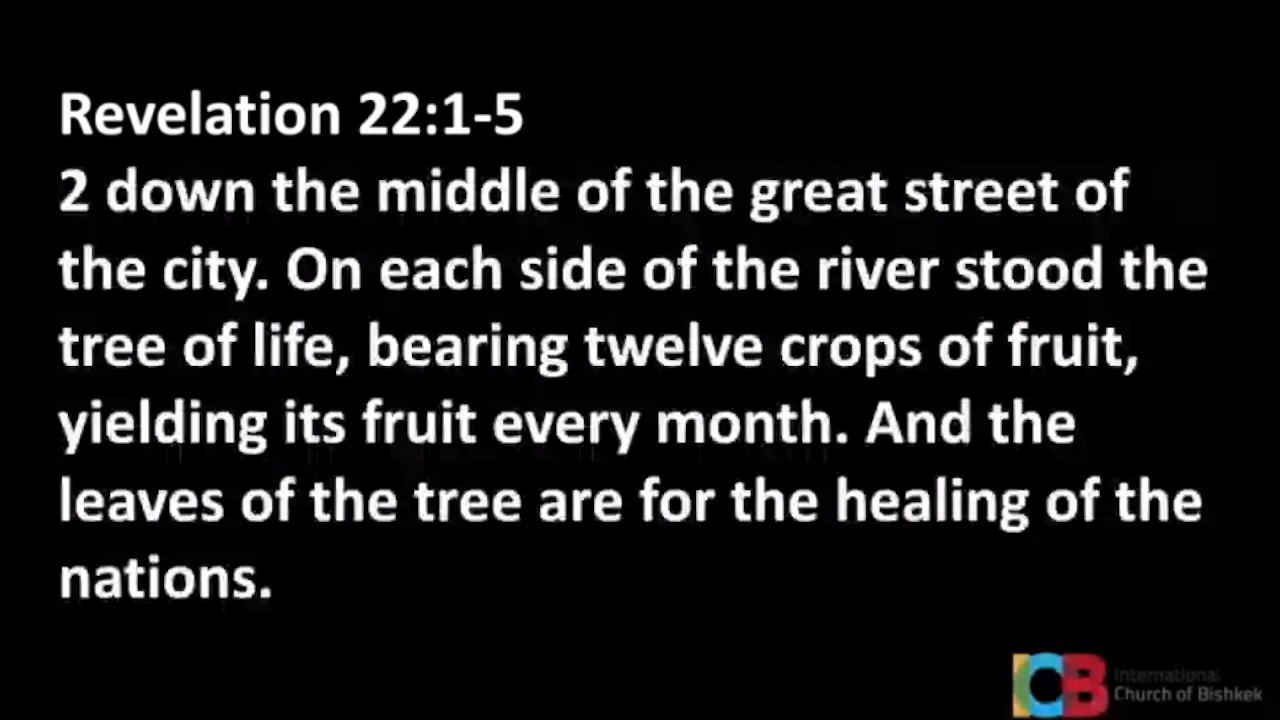 Revelation 22:1-5
2 down the middle of the great street of
the city. On each side of the river stood the
tree of life, bearing twelve crops of fruit,
yielding its fruit every month. And the
leaves of the tree are for the healing of the
nations.
ICB
International
Church of Bishkek